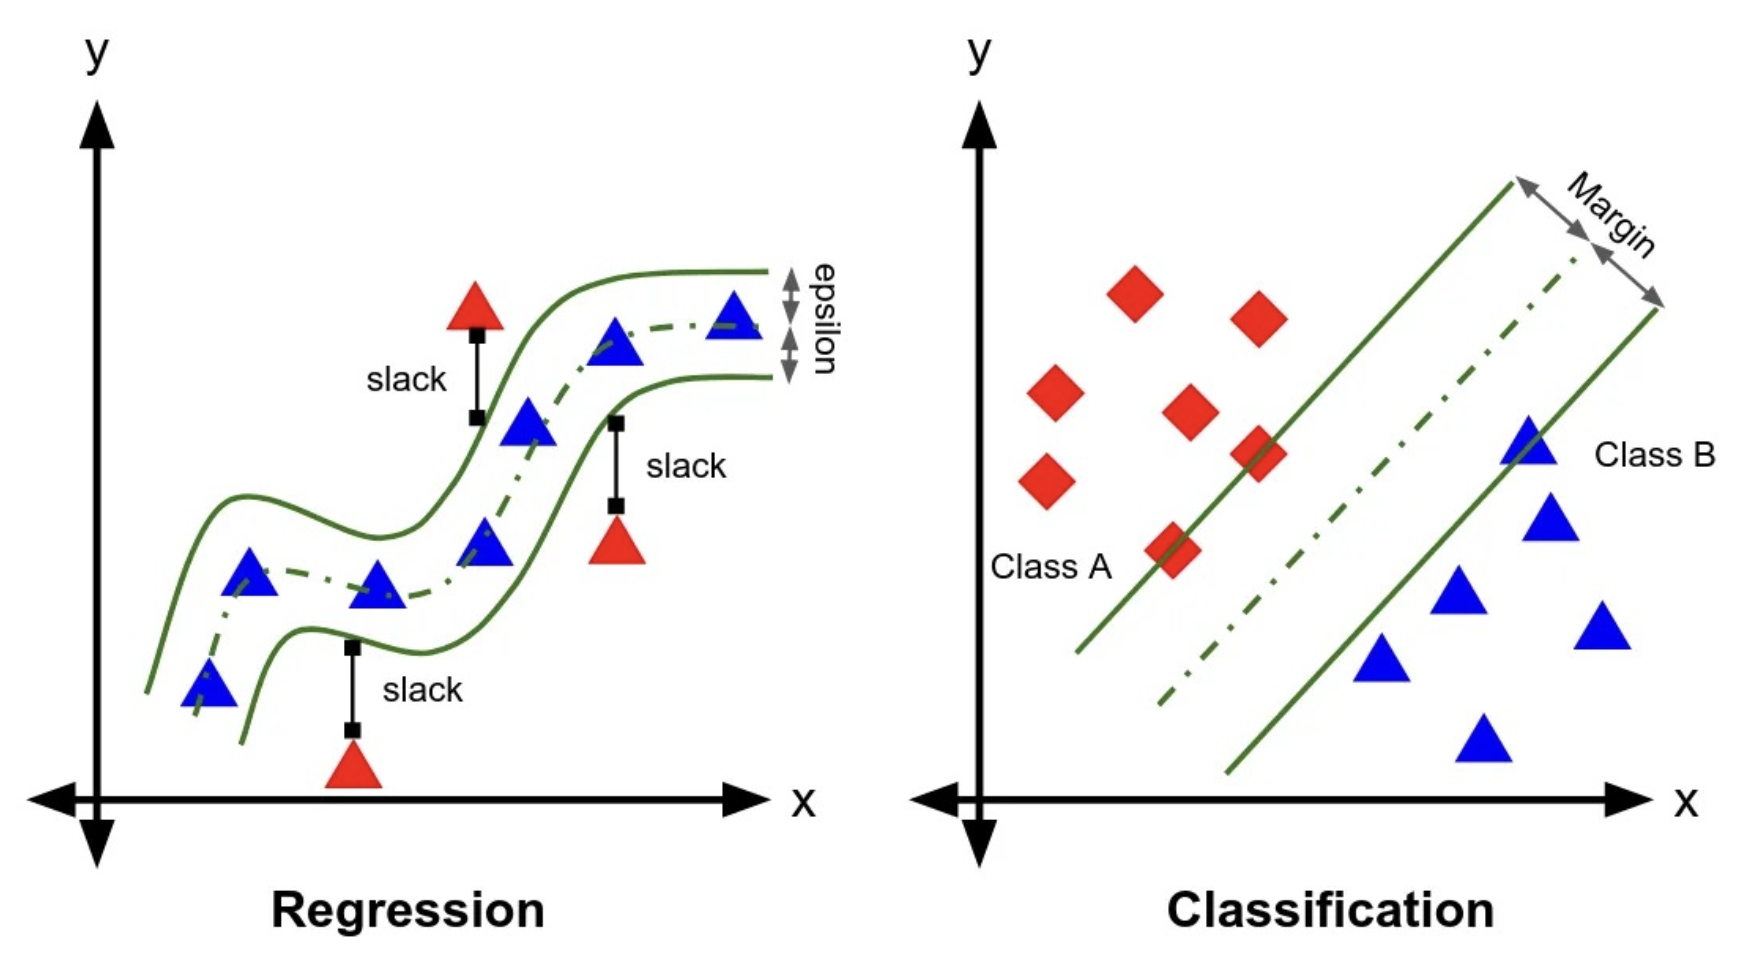 y
slack
epsilon
slack
slack
x
Regression
y
Margin
Class B
Class A
x
Classification